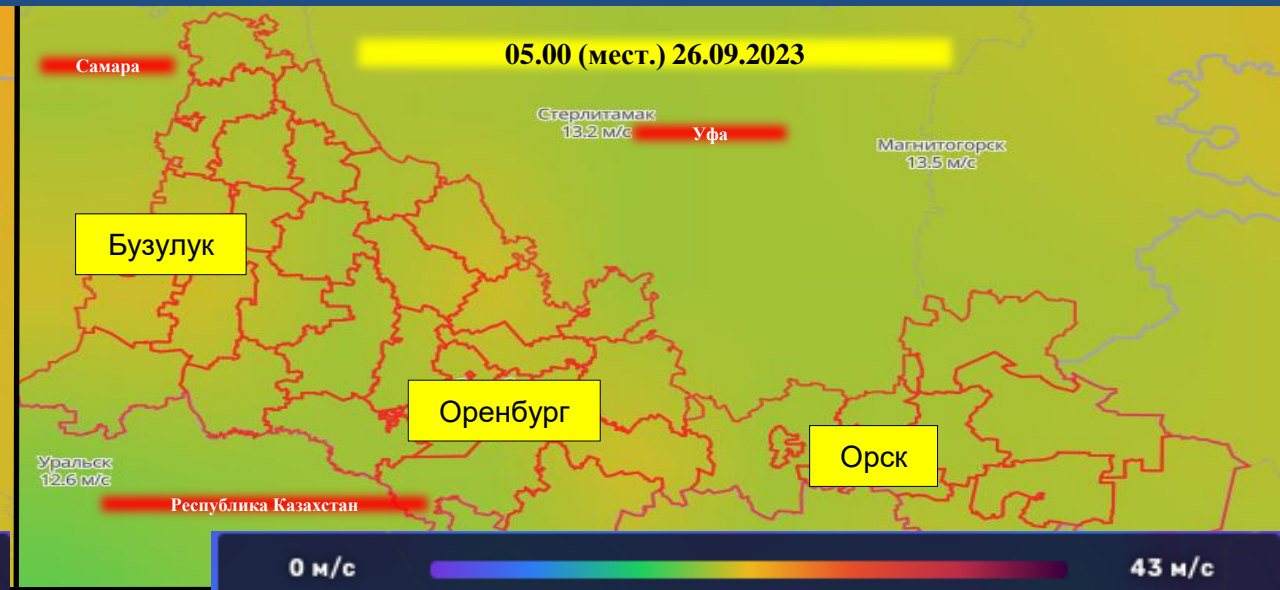 05.00 (мест.) 26.09.2023
Самара
Стерлитамак
13.2 м/с
Уфа
Магнитогорск
13.5 м/с
Бузулук
Оренбург
Орск
Уральск
12.6 м/с
Республика Казахстан
0 м/с
43 м/с